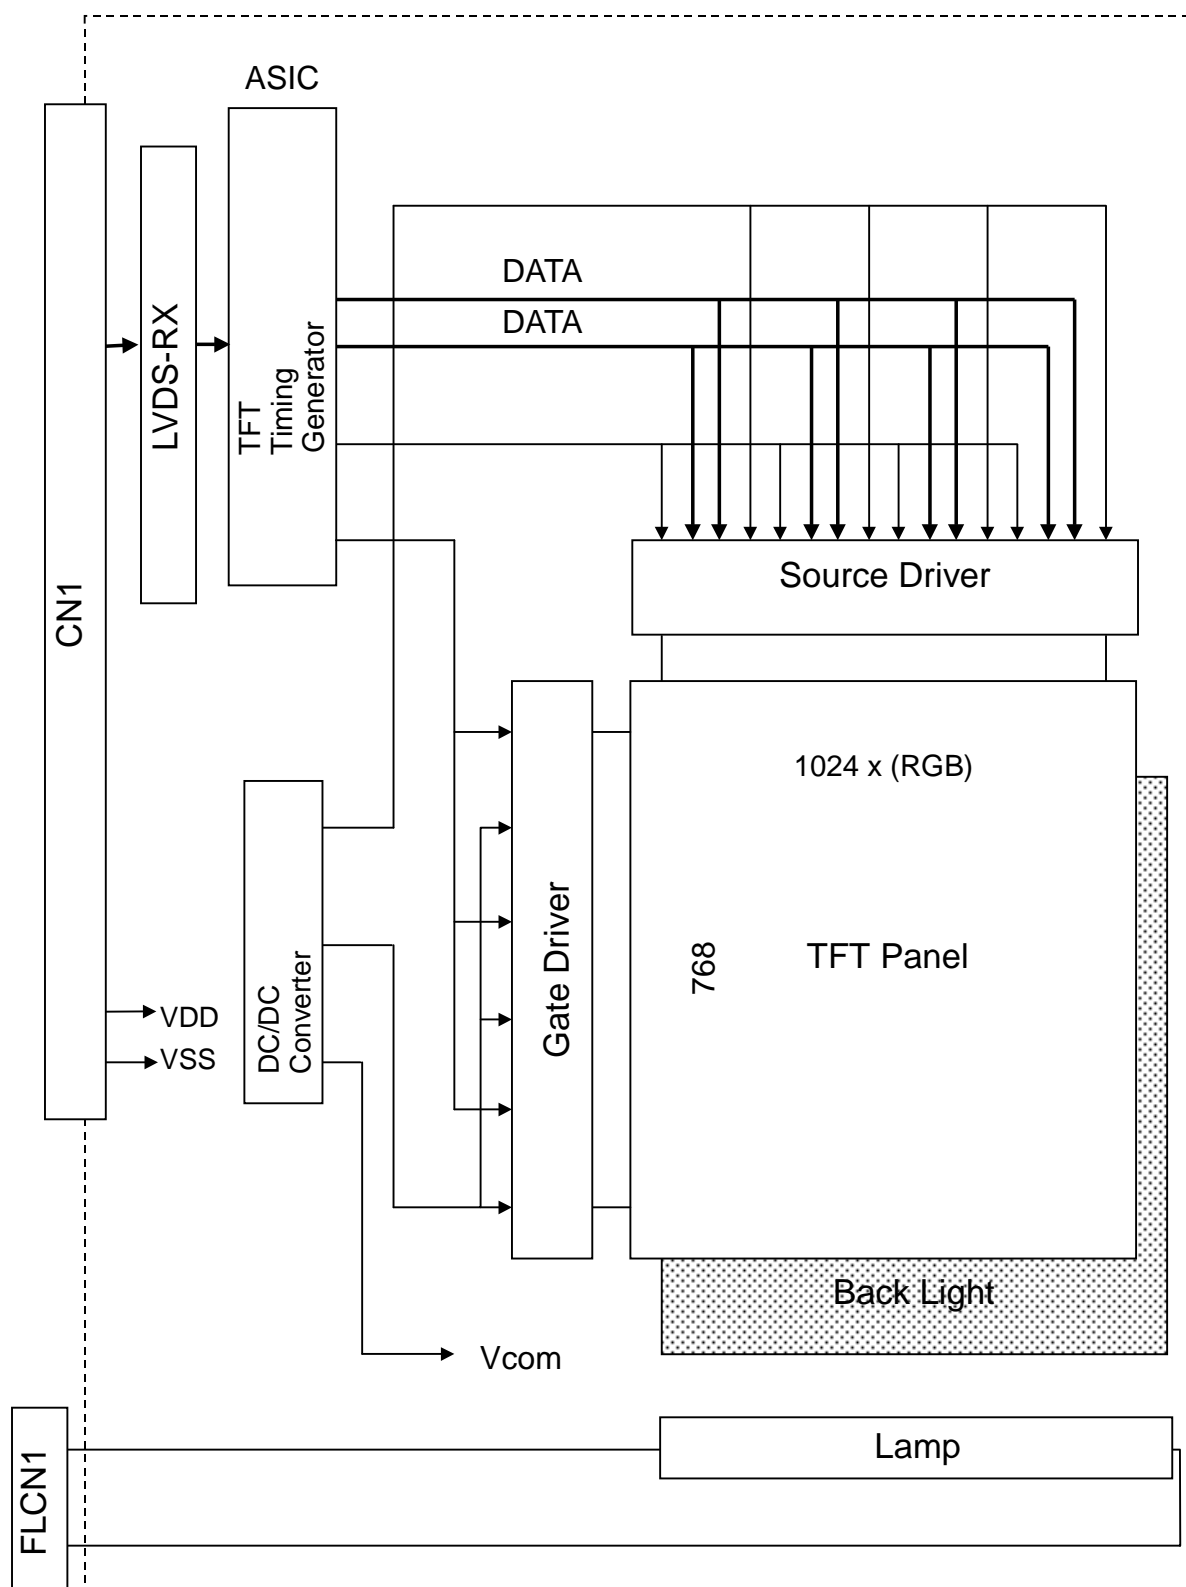 ASIC
CN1
LVDS-RX
TFT
Timing
Generator
DATA
DATA
Source Driver
1024 x (RGB)
768
TFT Panel
Gate Driver
DC/DC
Converter
VDD
VSS
Back Light
Vcom
FLCN1
Lamp